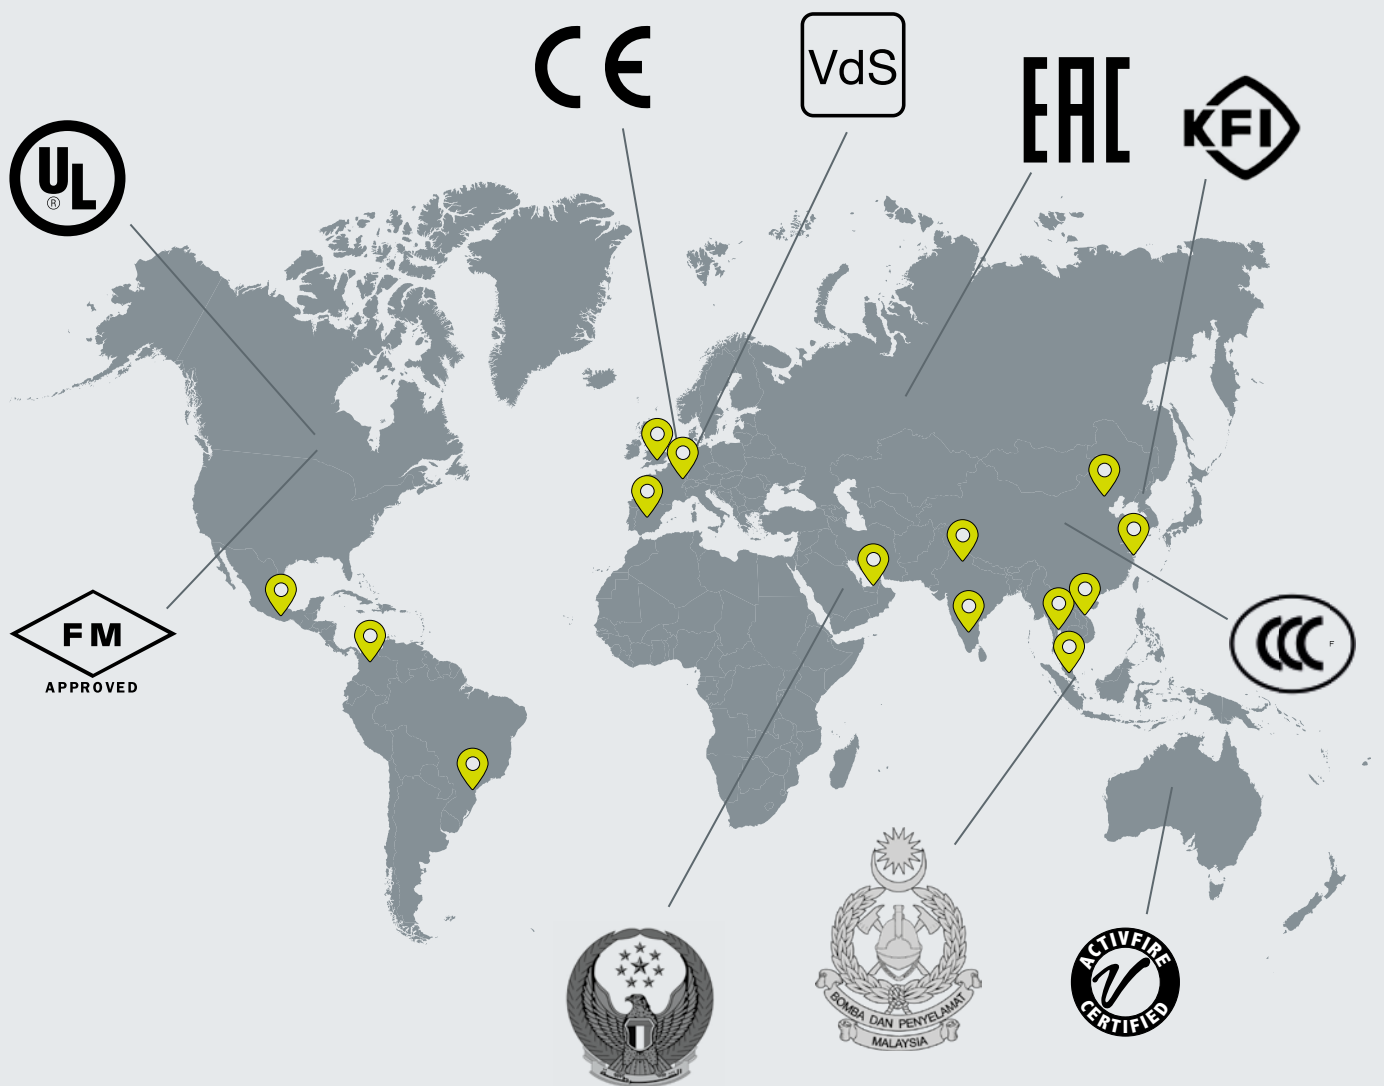 CE
VdS
EAC
KFI
UL
®
FM
APPROVED
CCC
F
BOMBA DAN PENYELAMAT
MALAYSIA
ACTIVFIRE
CERTIFIED